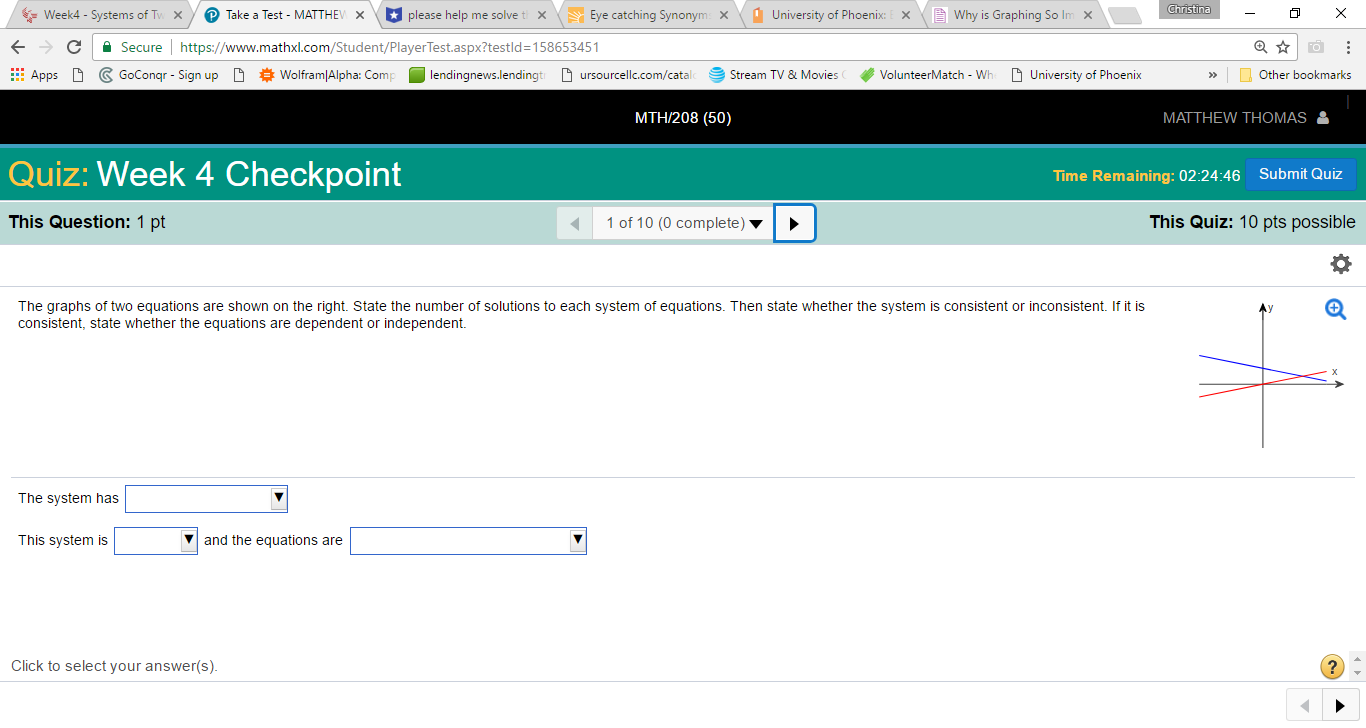 Week4 - Systems of Tw
Take a Test - MATTHEW
please help me solve t
Eye catching Synonym
University of Phoenix:
Why is Graphing So Im
Christina
Secure
https://www.mathxl.com/Student/PlayerTest.aspx?testId=158653451
Apps
GoConqr - Sign up
Wolfram|Alpha: Comp
lendingnews.lendingt
ursourcellc.com/catal
Stream TV & Movies
VolunteerMatch - Wh
University of Phoenix
»
Other bookmarks
MTH/208 (50)
MATTHEW THOMAS
Quiz: Week 4 Checkpoint
Time Remaining: 02:24:46
Submit Quiz
This Question: 1 pt
1 of 10 (0 complete)
This Quiz: 10 pts possible
The graphs of two equations are shown on the right. State the number of solutions to each system of equations. Then state whether the system is consistent or inconsistent. If it is
consistent, state whether the equations are dependent or independent.
y
x
The system has
This system is and the equations are
Click to select your answer(s).
?